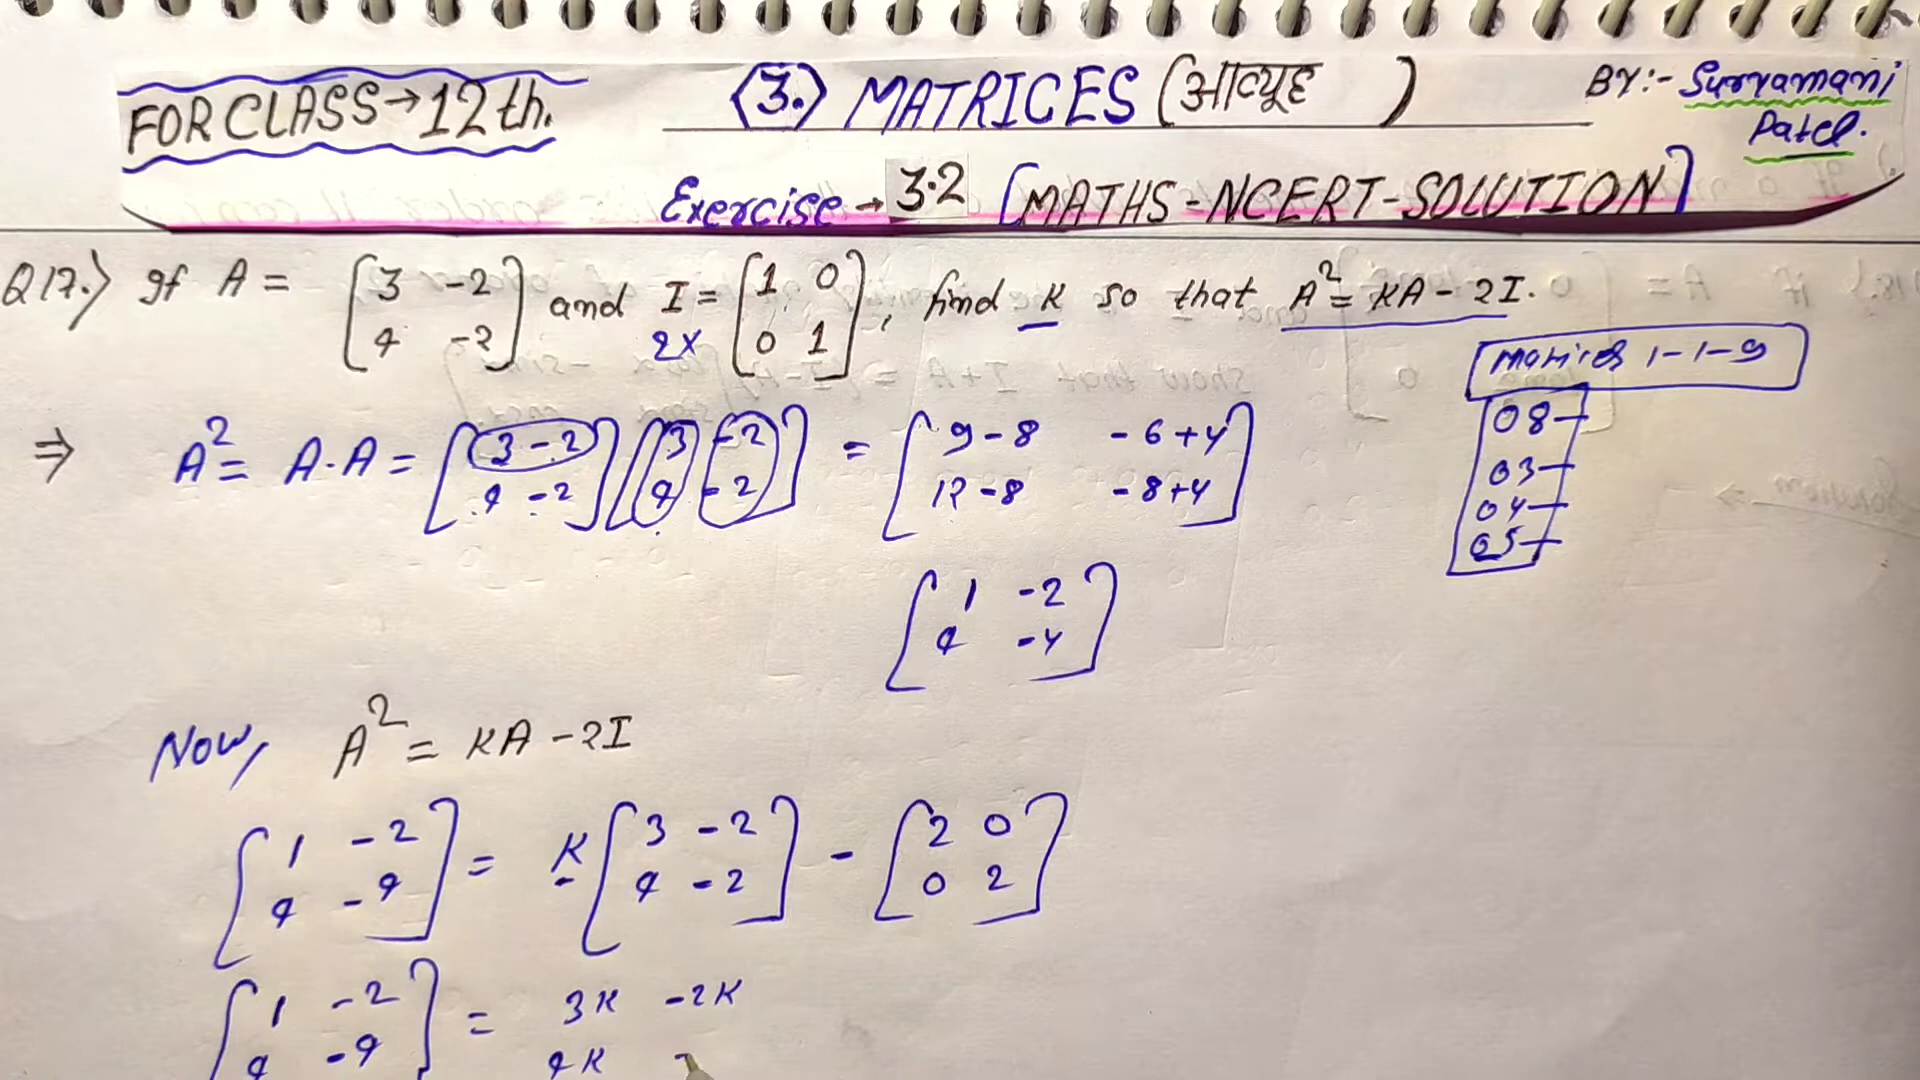 FOR CLASS→12th.
(3.) MATRICES (आव्यूह )
BY:- Suryamani Patel.
Exercise → 3.2 [MATHS-NCERT-SOLUTION]
Q17.) If A = [3 -2 and I = [1 0, find K so that A² = KA - 2I.
4 -2] 2x 0 1]
Matrices 1-1-9
08-
03-
04-
05-
⇒ A² = A·A = [3 -2 [3 -2 = [9-8 -6+4
4 -2] 4 -2] 12-8 -8+4]
[1 -2
4 -4]
Now, A² = KA - 2I
[1 -2 = K [3 -2 - [2 0
4 -4] 4 -2] 0 2]
[1 -2 = 3K -2K
4 -4] 4K